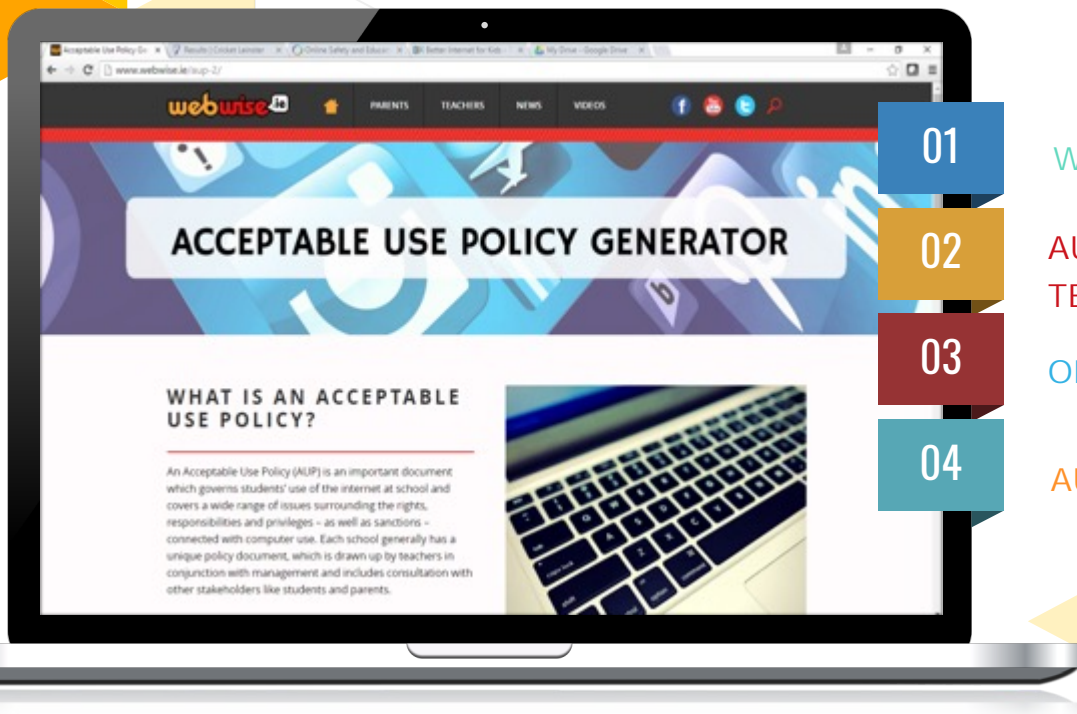 Acceptable Use Policy Ge
Results | Cricket Leinster
Online Safety and Educat
Better Internet for Kids -
My Drive - Google Drive
www.webwise.ie/aup-2/
webwise.ie
PARENTS TEACHERS NEWS VIDEOS
ACCEPTABLE USE POLICY GENERATOR
WHAT IS AN ACCEPTABLE
USE POLICY?
An Acceptable Use Policy (AUP) is an important document
which governs students' use of the internet at school and
covers a wide range of issues surrounding the rights,
responsibilities and privileges – as well as sanctions –
connected with computer use. Each school generally has a
unique policy document, which is drawn up by teachers in
conjunction with management and includes consultation with
other stakeholders like students and parents.
01
02
03
04